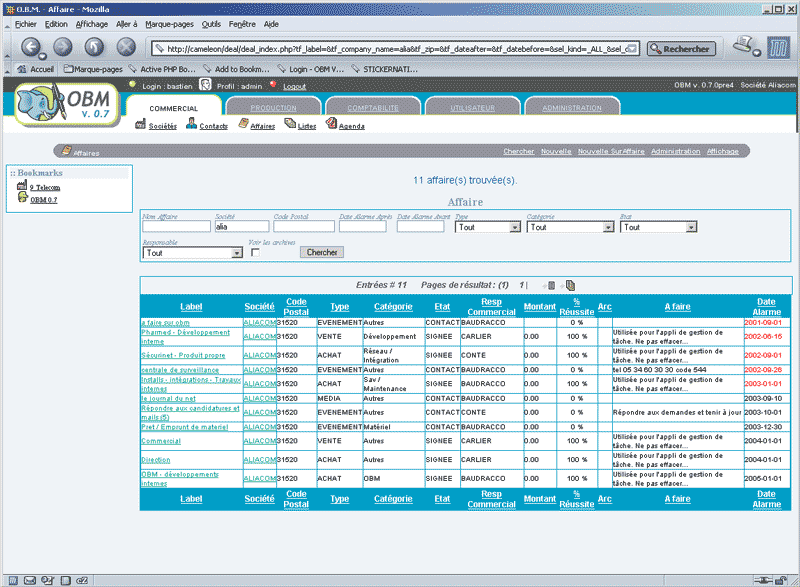 O.B.M. - Affaire - Mozilla
Fichier Edition Affichage Aller à Marque-pages Outils Fenêtre Aide
http://cameleon/deal/deal_index.php?tf_label=&tf_company_name=alia&tf_zip=&tf_dateafter=&tf_datebefore=&sel_kind=_ALL_&sel_c Rechercher
Accueil Marque-pages Active PHP Bo... Add to Bookm... Login - OBM V... STICKERNATI...
Login : bastien Profil : admin Logout OBM v. 0.7.0pre4 Société Aliacom
OBM v. 0.7
COMMERCIAL PRODUCTION COMPTABILITE UTILISATEUR ADMINISTRATION
Sociétés Contacts Affaires Listes Agenda
Affaires Chercher Nouvelle Nouvelle SurAffaire Administration Affichage
:: Bookmarks
9 Telecom
OBM 0.7
11 affaire(s) trouvée(s).
Affaire
Nom Affaire Société Code Postal Date Alarme Après Date Alarme Avant Type Catégorie Etat
alia Tout Tout Tout
Responsable Voir les archives
Tout Chercher
Entrées # 11 Pages de résultat : (1) 1 |
Label Société Code Postal Type Catégorie Etat Resp Commercial Montant % Réussite Arc A faire Date Alarme
a faire sur obm ALIACOM 31520 EVENEMENT Autres CONTACT BAUDRACCO 0 % 2001-09-01
Pharmed - Développement interne ALIACOM 31520 VENTE Développement SIGNEE CARLIER 0.00 100 % Utilisée pour l'appli de gestion de tâche. Ne pas effacer... 2002-06-15
Sécurinet - Produit propre ALIACOM 31520 ACHAT Réseau / Intégration SIGNEE CONTE 0.00 100 % Utilisée pour l'appli de gestion de tâche. Ne pas effacer... 2002-09-01
centrale de surveillance ALIACOM 31520 EVENEMENT Autres CONTACT BAUDRACCO 0 % tel 05 34 60 30 30 code 544 2002-09-26
Installs - intégrations - Travaux internes ALIACOM 31520 ACHAT Sav / Maintenance SIGNEE CARLIER 0.00 100 % Utilisée pour l'appli de gestion de tâche. Ne pas effacer... 2003-01-01
le journal du net ALIACOM 31520 MEDIA Autres CONTACT BAUDRACCO 0 % 2003-09-10
Répondre aux candidatures et mails (5) ALIACOM 31520 EVENEMENT Autres CONTACT CONTE 0 % Répondre aux demandes et tenir à jour 2003-10-01
Pret / Emprunt de materiel ALIACOM 31520 EVENEMENT Matériel CONTACT BAUDRACCO 0 % 2003-12-30
Commercial ALIACOM 31520 VENTE Autres SIGNEE CARLIER 0.00 100 % Utilisée pour l'appli de gestion de tâche. Ne pas effacer... 2004-01-01
Direction ALIACOM 31520 ACHAT Autres SIGNEE CARLIER 0.00 100 % Utilisée pour l'appli de gestion de tâche. Ne pas effacer... 2004-01-01
OBM - développements internes ALIACOM 31520 ACHAT OBM SIGNEE BAUDRACCO 0.00 100 % Utilisée pour l'appli de gestion de tâche. Ne pas effacer... 2005-01-01
Label Société Code Postal Type Catégorie Etat Resp Commercial Montant % Réussite Arc A faire Date Alarme